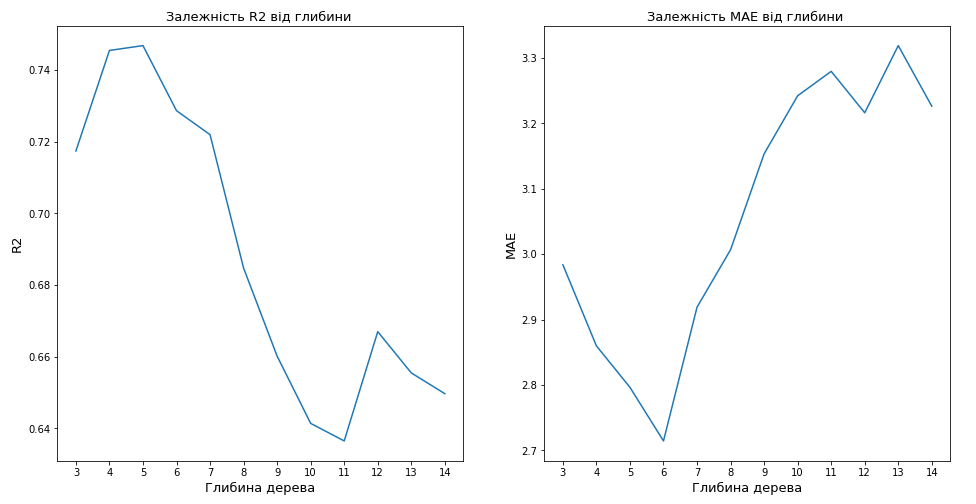 Залежність R2 від глибини
0.74
0.72
0.70
0.68
0.66
0.64
R2
3 4 5 6 7 8 9 10 11 12 13 14
Глибина дерева
Залежність MAE від глибини
3.3
3.2
3.1
3.0
2.9
2.8
2.7
MAE
3 4 5 6 7 8 9 10 11 12 13 14
Глибина дерева